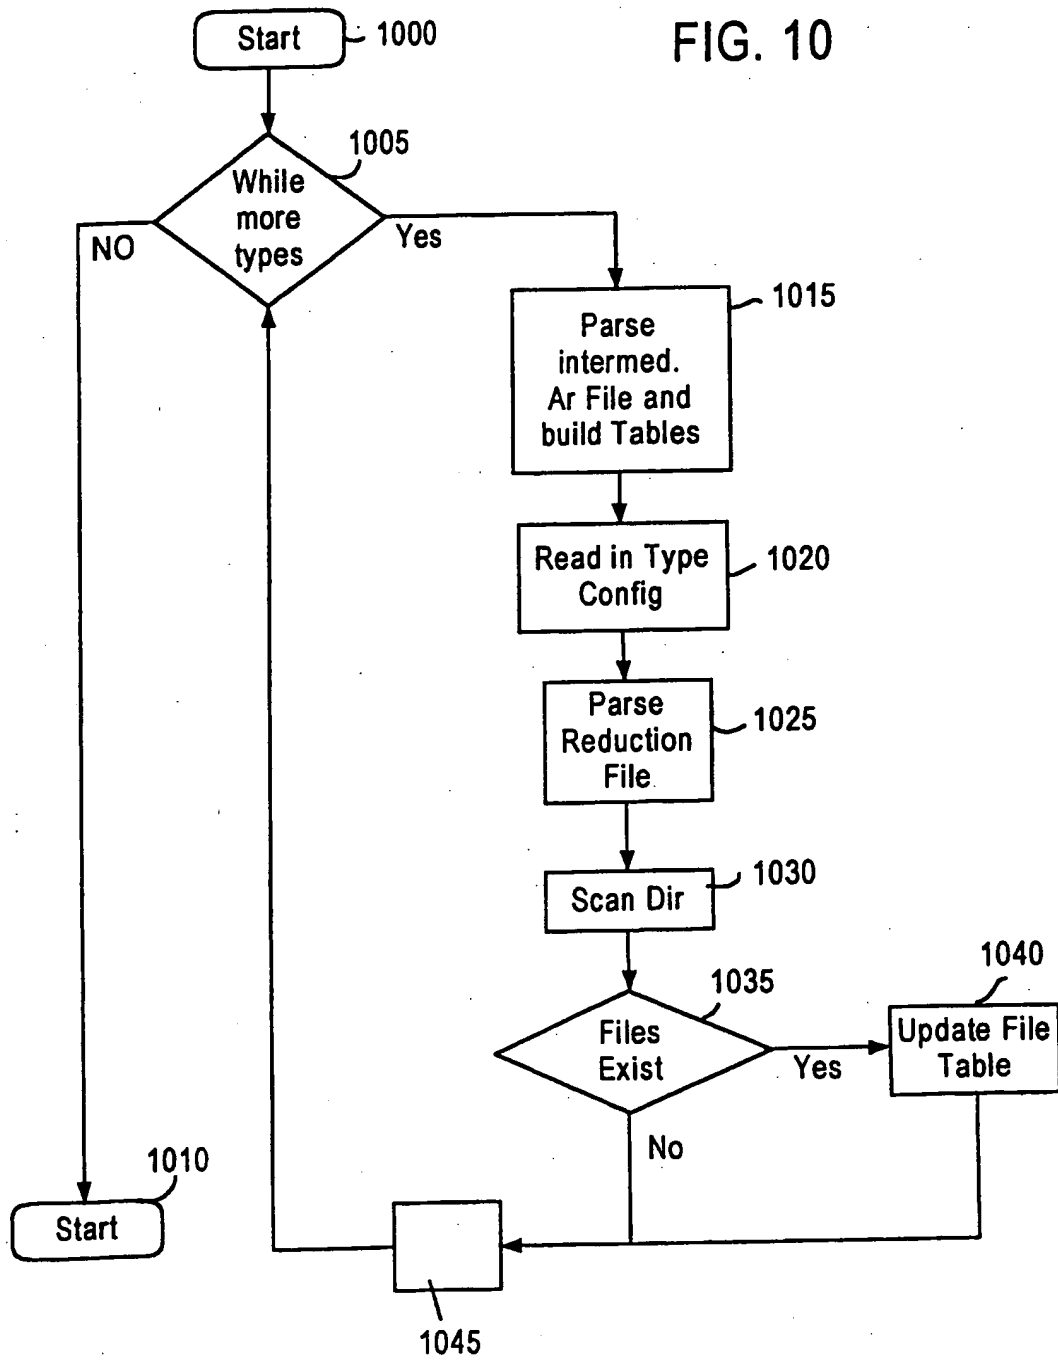 FIG. 10
Start
1000
1005
While
more
types
NO
Yes
1015
Parse
intermed.
Ar File and
build Tables
Read in Type
Config
1020
Parse
Reduction
File
1025
Scan Dir
1030
1035
Files
Exist
Yes
No
1040
Update File
Table
1010
Start
1045